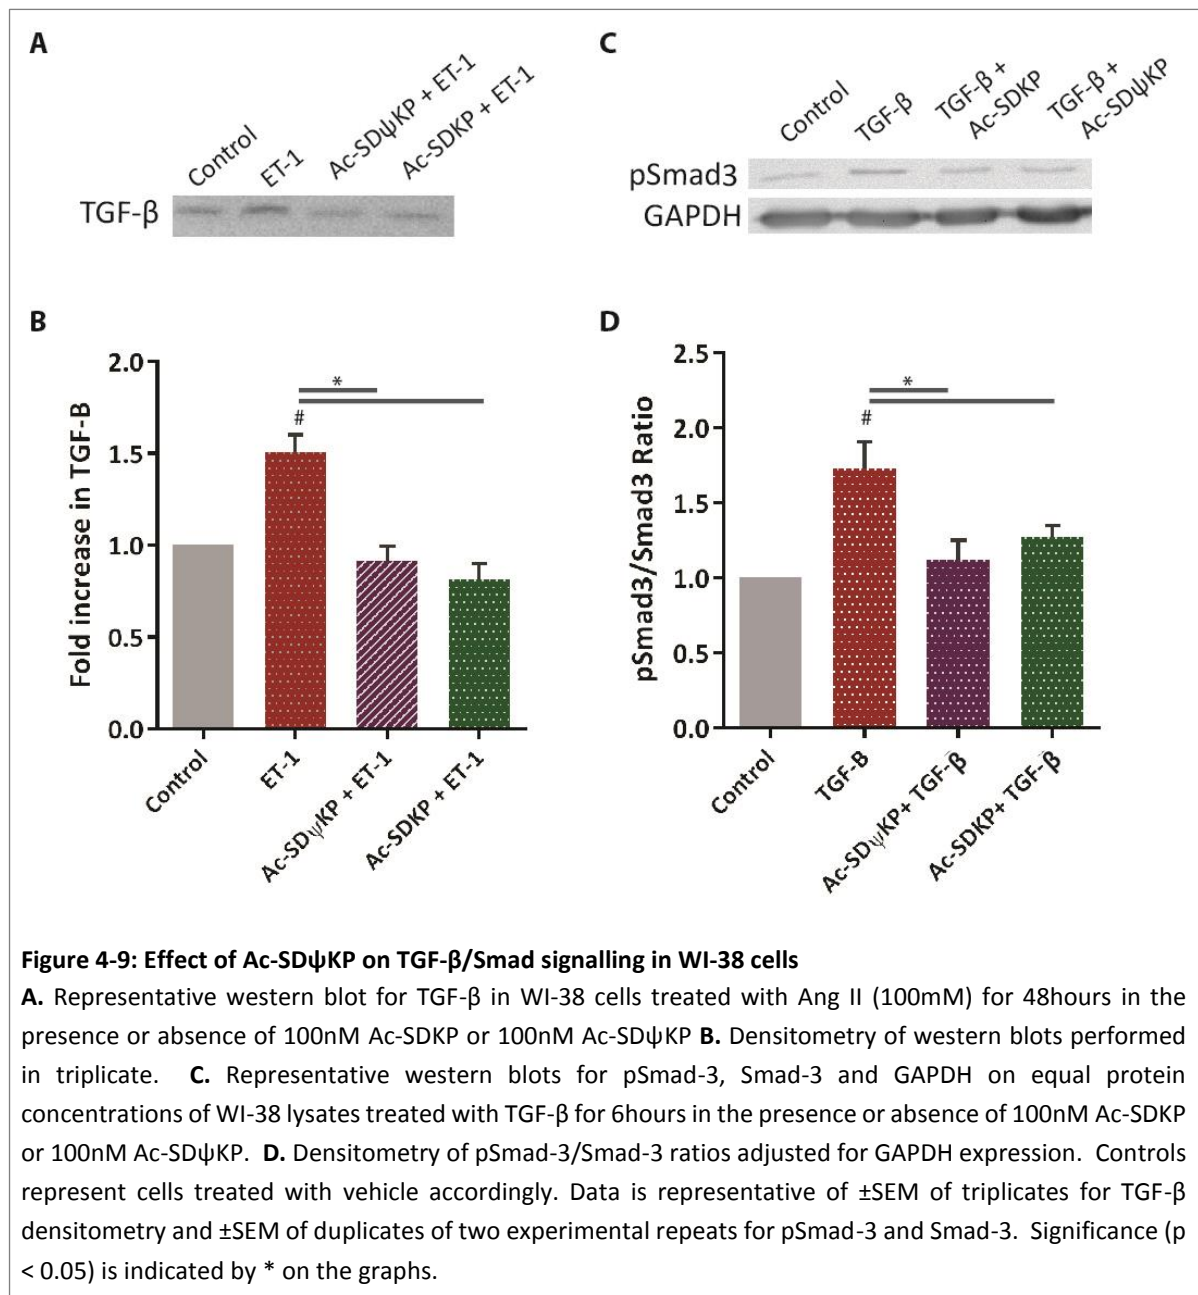 A
Control
ET-1
Ac-SDψKP + ET-1
Ac-SDKP + ET-1
TGF-β
C
Control
TGF-β
TGF-β +
Ac-SDKP
TGF-β +
Ac-SDψKP
pSmad3
GAPDH
B
Fold increase in TGF-B
2.0
1.5
1.0
0.5
0.0
*
#
Control
ET-1
Ac-SDψKP + ET-1
Ac-SDKP + ET-1
D
pSmad3/Smad3 Ratio
2.5
2.0
1.5
1.0
0.5
0.0
*
#
Control
TGF-B
Ac-SDψKP+ TGF-β
Ac-SDKP+ TGF-β
Figure 4-9: Effect of Ac-SDψKP on TGF-β/Smad signalling in WI-38 cells
A. Representative western blot for TGF-β in WI-38 cells treated with Ang II (100mM) for 48hours in the
presence or absence of 100nM Ac-SDKP or 100nM Ac-SDψKP B. Densitometry of western blots performed
in triplicate. C. Representative western blots for pSmad-3, Smad-3 and GAPDH on equal protein
concentrations of WI-38 lysates treated with TGF-β for 6hours in the presence or absence of 100nM Ac-SDKP
or 100nM Ac-SDψKP. D. Densitometry of pSmad-3/Smad-3 ratios adjusted for GAPDH expression. Controls
represent cells treated with vehicle accordingly. Data is representative of ±SEM of triplicates for TGF-β
densitometry and ±SEM of duplicates of two experimental repeats for pSmad-3 and Smad-3. Significance (p
< 0.05) is indicated by * on the graphs.